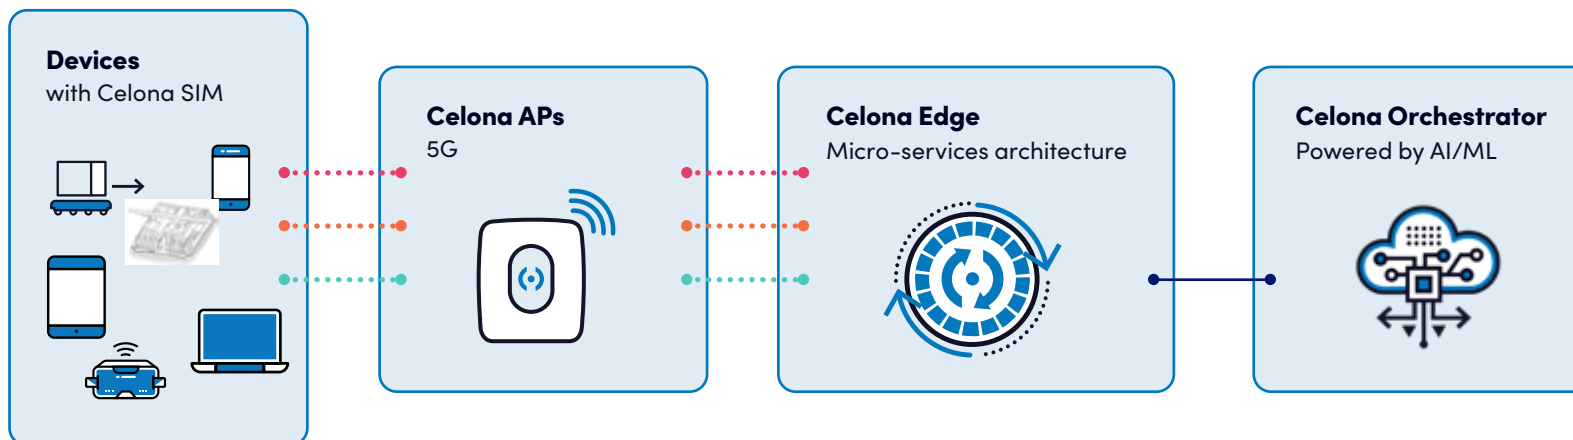 Devices
with Celona SIM
Celona APs
5G
Celona Edge
Micro-services architecture
Celona Orchestrator
Powered by AI/ML